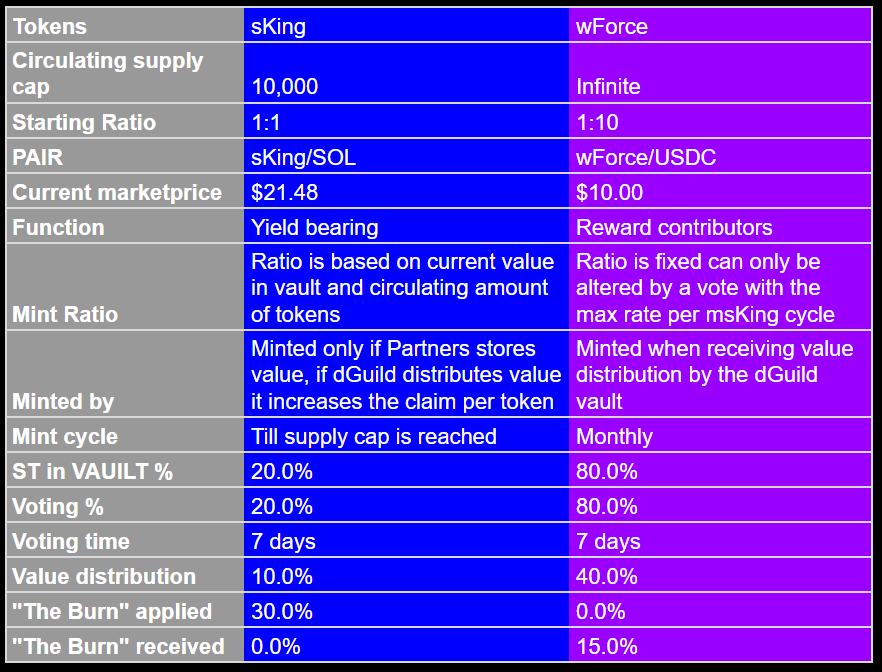 Tokens sKing wForce
Circulating supply
cap 10,000 Infinite
Starting Ratio 1:1 1:10
PAIR sKing/SOL wForce/USDC
Current marketprice $21.48 $10.00
Function Yield bearing Reward contributors
Mint Ratio
Ratio is based on current value
in vault and circulating amount
of tokens
Ratio is fixed can only be
altered by a vote with the
max rate per msKing cycle
Minted by
Minted only if Partners stores
value, if dGuild distributes value
it increases the claim per token
Minted when receiving value
distribution by the dGuild
vault
Mint cycle Till supply cap is reached Monthly
ST in VAUILT % 20.0% 80.0%
Voting % 20.0% 80.0%
Voting time 7 days 7 days
Value distribution 10.0% 40.0%
"The Burn" applied 30.0% 0.0%
"The Burn" received 0.0% 15.0%